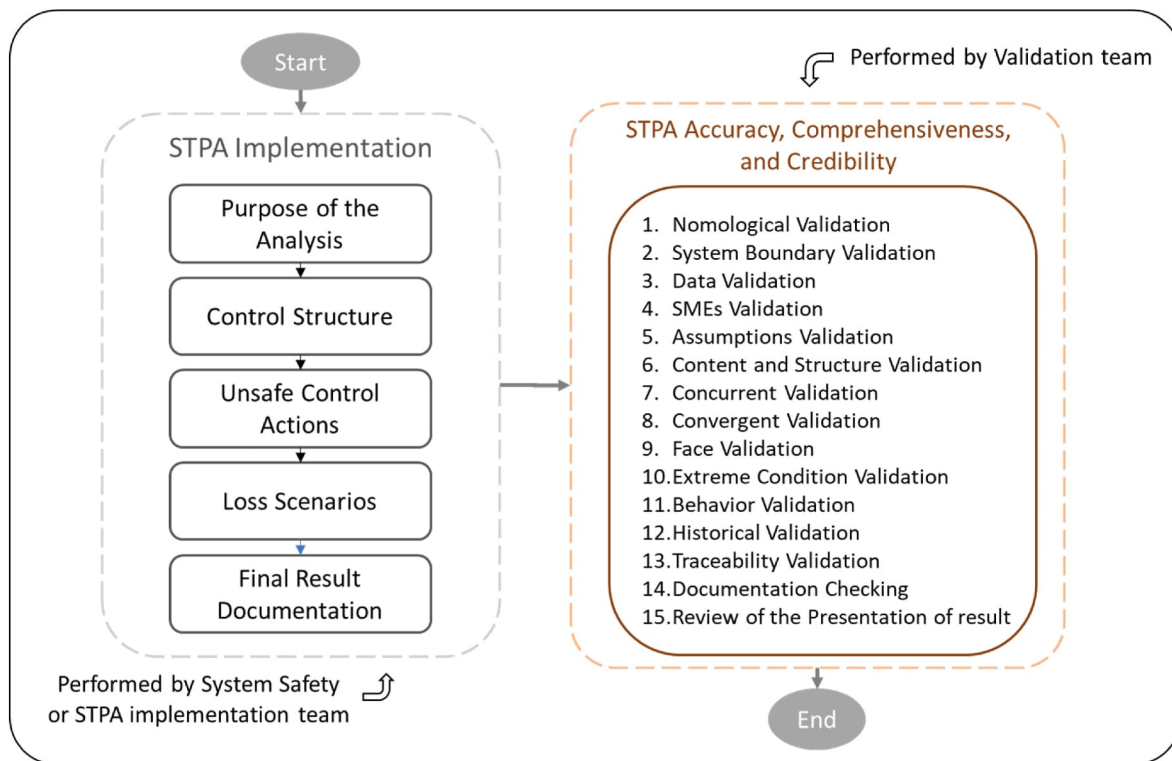 Start
Performed by Validation team
STPA Implementation
Purpose of the
Analysis
Control Structure
Unsafe Control
Actions
Loss Scenarios
Final Result
Documentation
Performed by System Safety
or STPA implementation team
STPA Accuracy, Comprehensiveness,
and Credibility
1. Nomological Validation
2. System Boundary Validation
3. Data Validation
4. SMEs Validation
5. Assumptions Validation
6. Content and Structure Validation
7. Concurrent Validation
8. Convergent Validation
9. Face Validation
10.Extreme Condition Validation
11.Behavior Validation
12.Historical Validation
13.Traceability Validation
14.Documentation Checking
15.Review of the Presentation of result
End